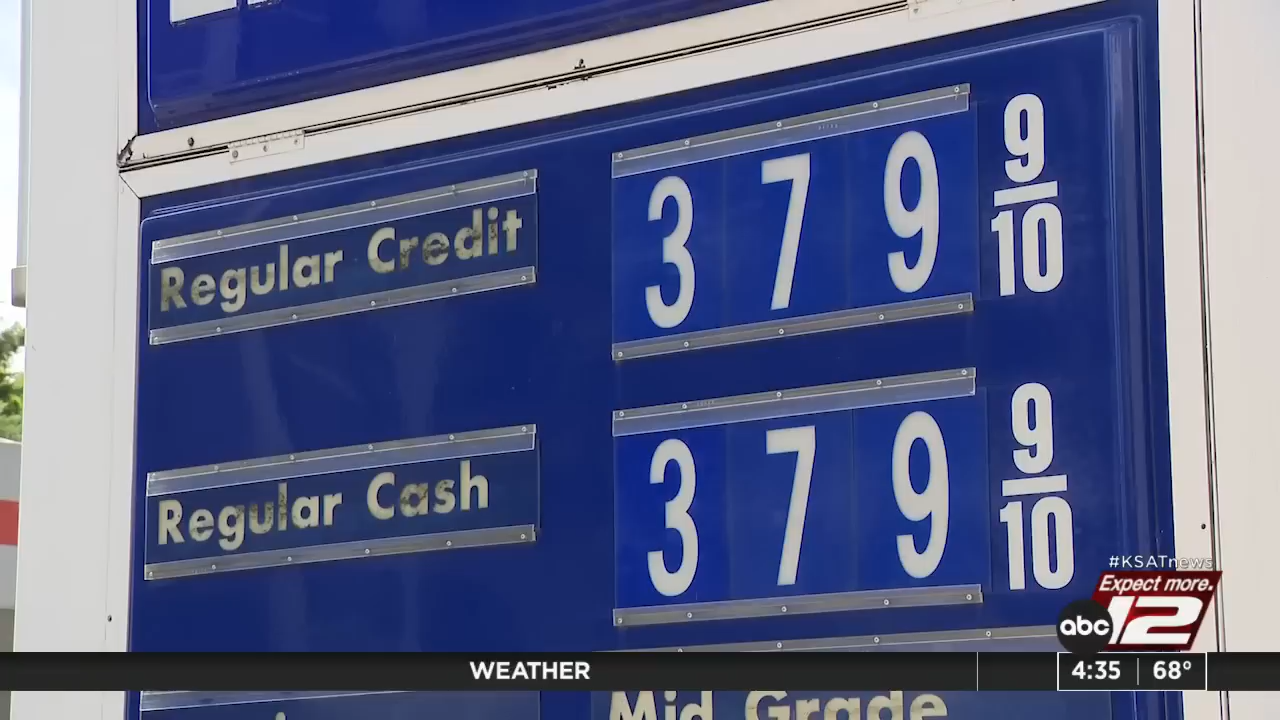 Regular Credit 3 7 9 9/10
Regular Cash 3 7 9 9/10
#KSATnews
Expect more.
abc 12
WEATHER
4:35 68°
Mid Grade